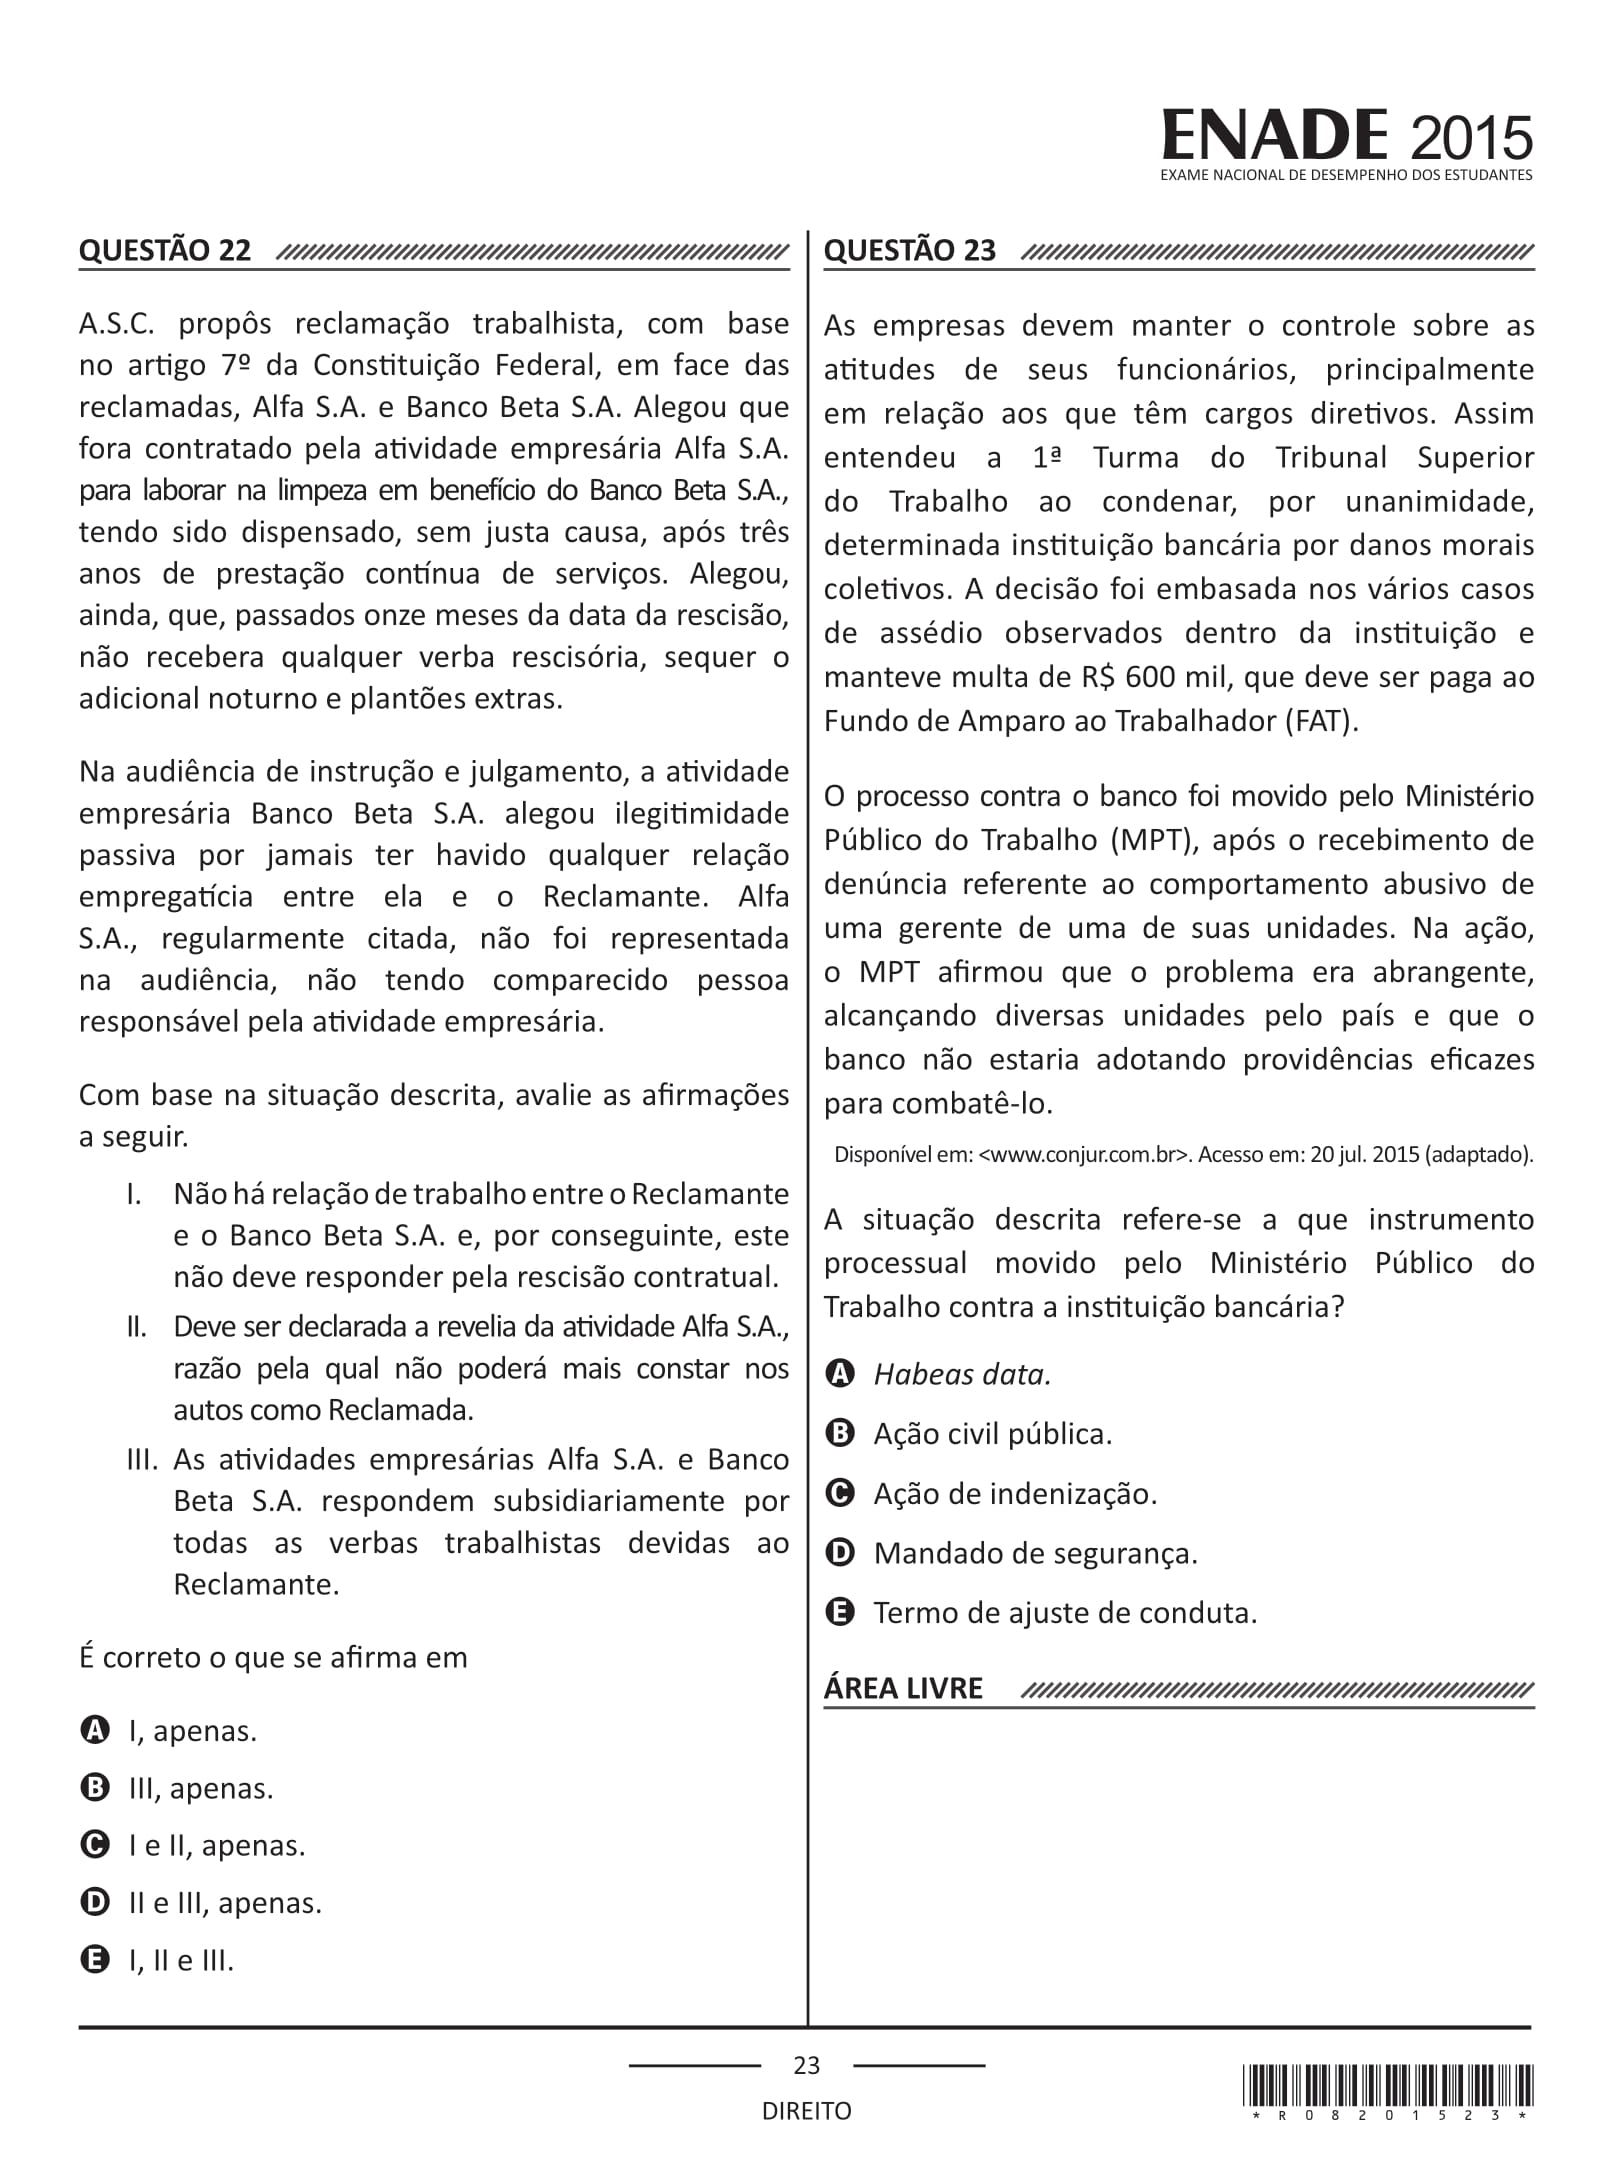 ENADE 2015
EXAME NACIONAL DE DESEMPENHO DOS ESTUDANTES
QUESTÃO 22
A.S.C. propôs reclamação trabalhista, com base
no artigo 7º da Constituição Federal, em face das
reclamadas, Alfa S.A. e Banco Beta S.A. Alegou que
fora contratado pela atividade empresária Alfa S.A.
para laborar na limpeza em benefício do Banco Beta S.A.,
tendo sido dispensado, sem justa causa, após três
anos de prestação contínua de serviços. Alegou,
ainda, que, passados onze meses da data da rescisão,
não recebera qualquer verba rescisória, sequer o
adicional noturno e plantões extras.
Na audiência de instrução e julgamento, a atividade
empresária Banco Beta S.A. alegou ilegitimidade
passiva por jamais ter havido qualquer relação
empregatícia entre ela e o Reclamante. Alfa
S.A., regularmente citada, não foi representada
na audiência, não tendo comparecido pessoa
responsável pela atividade empresária.
Com base na situação descrita, avalie as afirmações
a seguir.
I. Não há relação de trabalho entre o Reclamante
e o Banco Beta S.A. e, por conseguinte, este
não deve responder pela rescisão contratual.
II. Deve ser declarada a revelia da atividade Alfa S.A.,
razão pela qual não poderá mais constar nos
autos como Reclamada.
III. As atividades empresárias Alfa S.A. e Banco
Beta S.A. respondem subsidiariamente por
todas as verbas trabalhistas devidas ao
Reclamante.
É correto o que se afirma em
A I, apenas.
B III, apenas.
C I e II, apenas.
D II e III, apenas.
E I, II e III.
QUESTÃO 23
As empresas devem manter o controle sobre as
atitudes de seus funcionários, principalmente
em relação aos que têm cargos diretivos. Assim
entendeu a 1ª Turma do Tribunal Superior
do Trabalho ao condenar, por unanimidade,
determinada instituição bancária por danos morais
coletivos. A decisão foi embasada nos vários casos
de assédio observados dentro da instituição e
manteve multa de R$ 600 mil, que deve ser paga ao
Fundo de Amparo ao Trabalhador (FAT).
O processo contra o banco foi movido pelo Ministério
Público do Trabalho (MPT), após o recebimento de
denúncia referente ao comportamento abusivo de
uma gerente de uma de suas unidades. Na ação,
o MPT afirmou que o problema era abrangente,
alcançando diversas unidades pelo país e que o
banco não estaria adotando providências eficazes
para combatê-lo.
Disponível em: <www.conjur.com.br>. Acesso em: 20 jul. 2015 (adaptado).
A situação descrita refere-se a que instrumento
processual movido pelo Ministério Público do
Trabalho contra a instituição bancária?
A Habeas data.
B Ação civil pública.
C Ação de indenização.
D Mandado de segurança.
E Termo de ajuste de conduta.
ÁREA LIVRE
23
DIREITO
*R08201523*